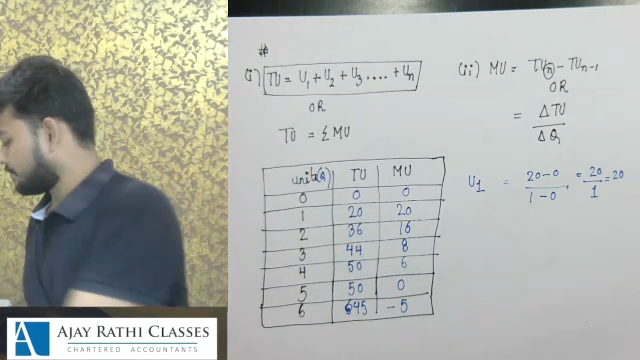 #
(i) TU = U1 + U2 + U3 .... + Un
OR
TU = Σ MU
(ii) MU = TUn - TUn-1
OR
= ΔTU / ΔQ
units(Q) TU MU
0 0 0
1 20 20
2 36 16
3 44 8
4 50 6
5 50 0
6 645 -5
U1 = 20-0 / 1-0 = 20 / 1 = 20
AJAY RATHI CLASSES
CHARTERED ACCOUNTANTS